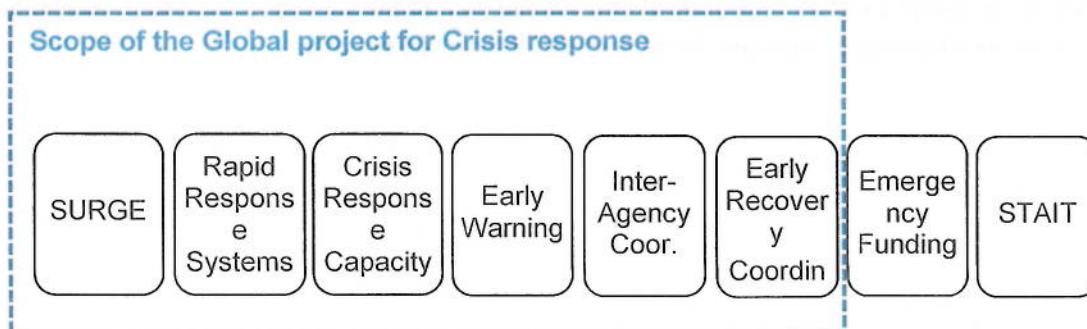 Scope of the Global project for Crisis response
SURGE
Rapid
Respons
e
Systems
Crisis
Respons
e
Capacity
Early
Warning
Inter-
Agency
Coor.
Early
Recover
y
Coordin
Emerge
ncy
Funding
STAIT